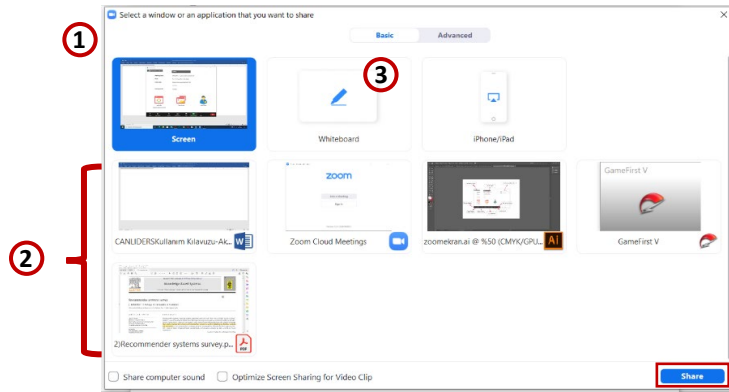 Select a window or an application that you want to share
Basic Advanced
1
3
Screen
Whiteboard
iPhone/iPad
2
zoom
GameFirst V
CANLIDERSKullanım Kılavuzu-Ak...
Zoom Cloud Meetings
zoomekran.ai @ %50 (CMYK/GPU...
Ai
GameFirst V
2)Recommender systems survey.p...
PDF
Share computer sound Optimize Screen Sharing for Video Clip
Share